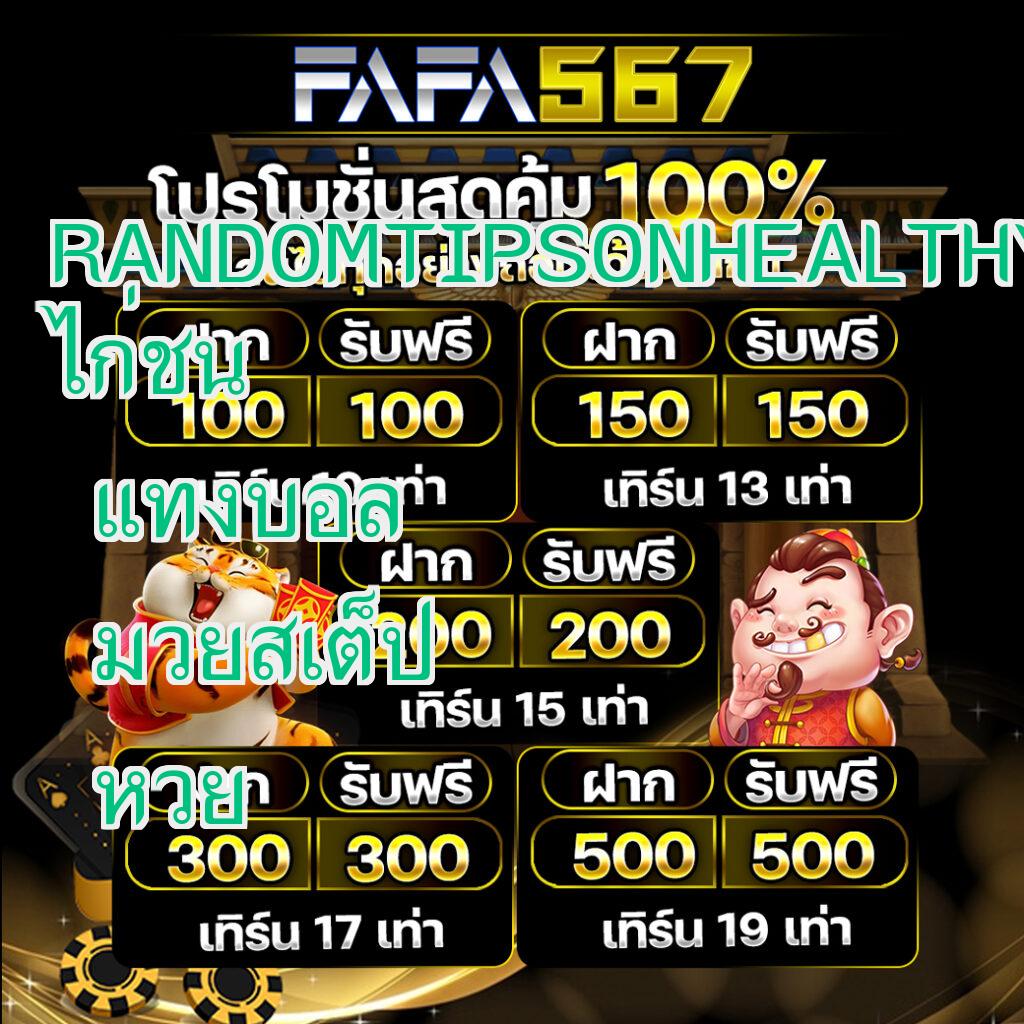 FAFA567
โปรโมชั่นสุดคุ้ม 100%
RANDOMTIPSONHEALTHY
ไก่ชน
รับฟรี
ฝาก รับฟรี
100 100
150 150
เท่า
เทิร์น 13 เท่า
แทงบอล
ฝาก รับฟรี
200
มวยสเต็ป
เทิร์น 15 เท่า
หวย
รับฟรี
ฝาก รับฟรี
300 300
500 500
เทิร์น 17 เท่า
เทิร์น 19 เท่า